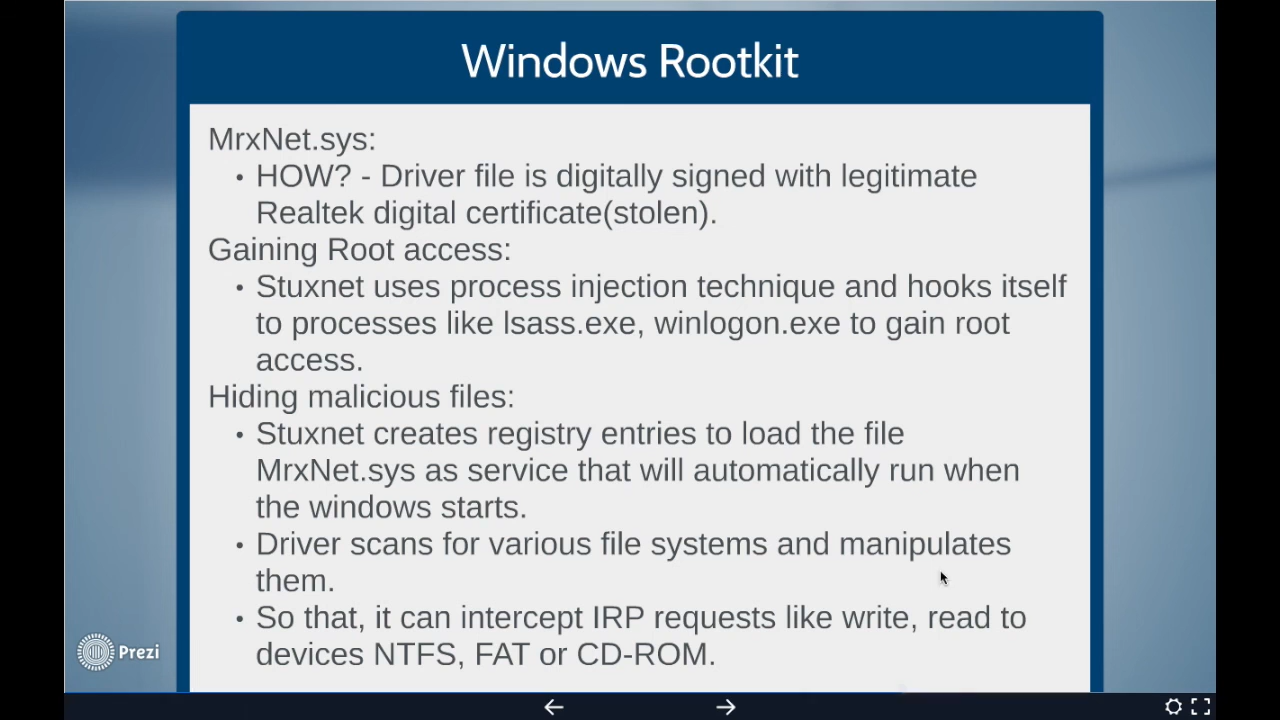 Windows Rootkit
MrxNet.sys:
• HOW? - Driver file is digitally signed with legitimate
Realtek digital certificate(stolen).
Gaining Root access:
• Stuxnet uses process injection technique and hooks itself
to processes like lsass.exe, winlogon.exe to gain root
access.
Hiding malicious files:
• Stuxnet creates registry entries to load the file
MrxNet.sys as service that will automatically run when
the windows starts.
• Driver scans for various file systems and manipulates
them.
• So that, it can intercept IRP requests like write, read to
devices NTFS, FAT or CD-ROM.
Prezi